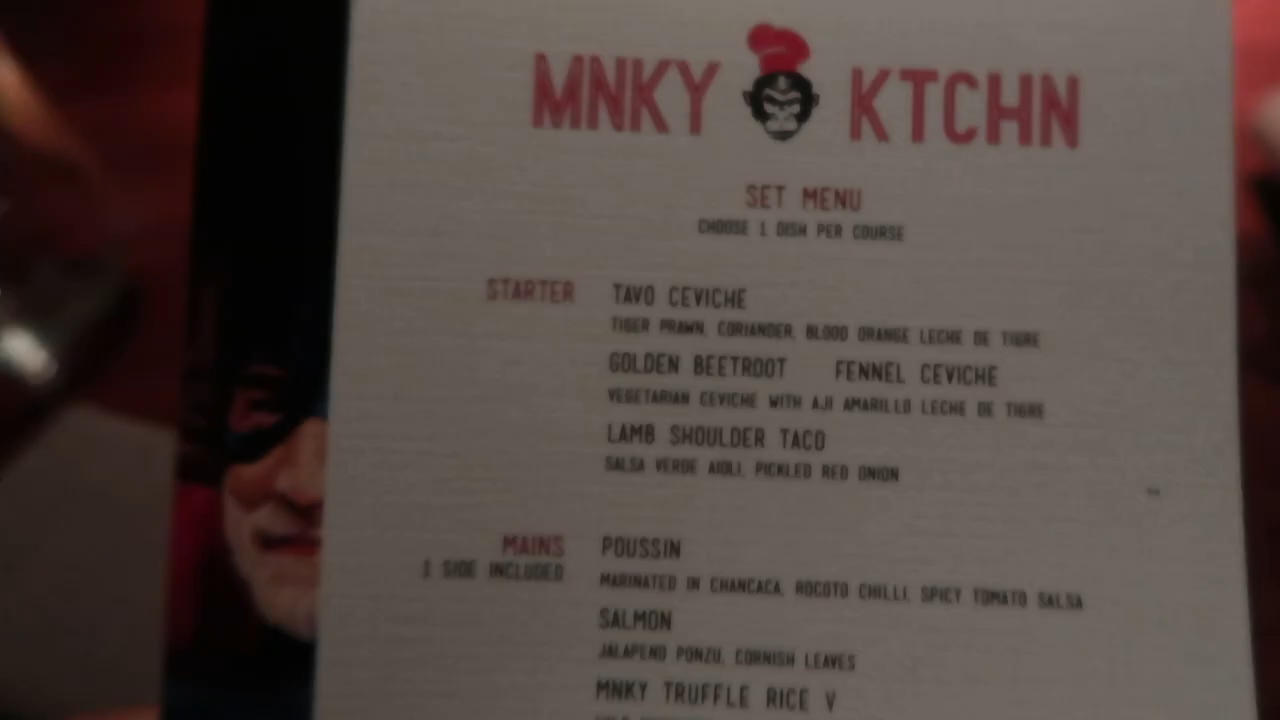 MNKY KTCHN
SET MENU
CHOOSE 1 DISH PER COURSE
STARTER TAVO CEVICHE
TIGER PRAWN, CORIANDER, BLOOD ORANGE LECHE DE TIGRE
GOLDEN BEETROOT FENNEL CEVICHE
VEGETARIAN CEVICHE WITH AJI AMARILLO LECHE DE TIGRE
LAMB SHOULDER TACO
SALSA VERDE AIOLI, PICKLED RED ONION
MAINS POUSSIN
1 SIDE INCLUDED
MARINATED IN CHANCACA, ROCOTO CHILLI, SPICY TOMATO SALSA
SALMON
JALAPENO PONZU, CORNISH LEAVES
MNKY TRUFFLE RICE V